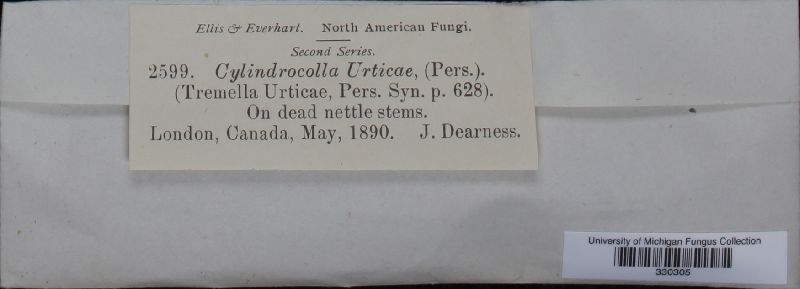 Ellis & Everhart. North American Fungi.
Second Series.
2599. Cylindrocolla Urticae, (Pers.).
(Tremella Urticae, Pers. Syn. p. 628).
On dead nettle stems.
London, Canada, May, 1890. J. Dearness.
University of Michigan Fungus Collection
330305